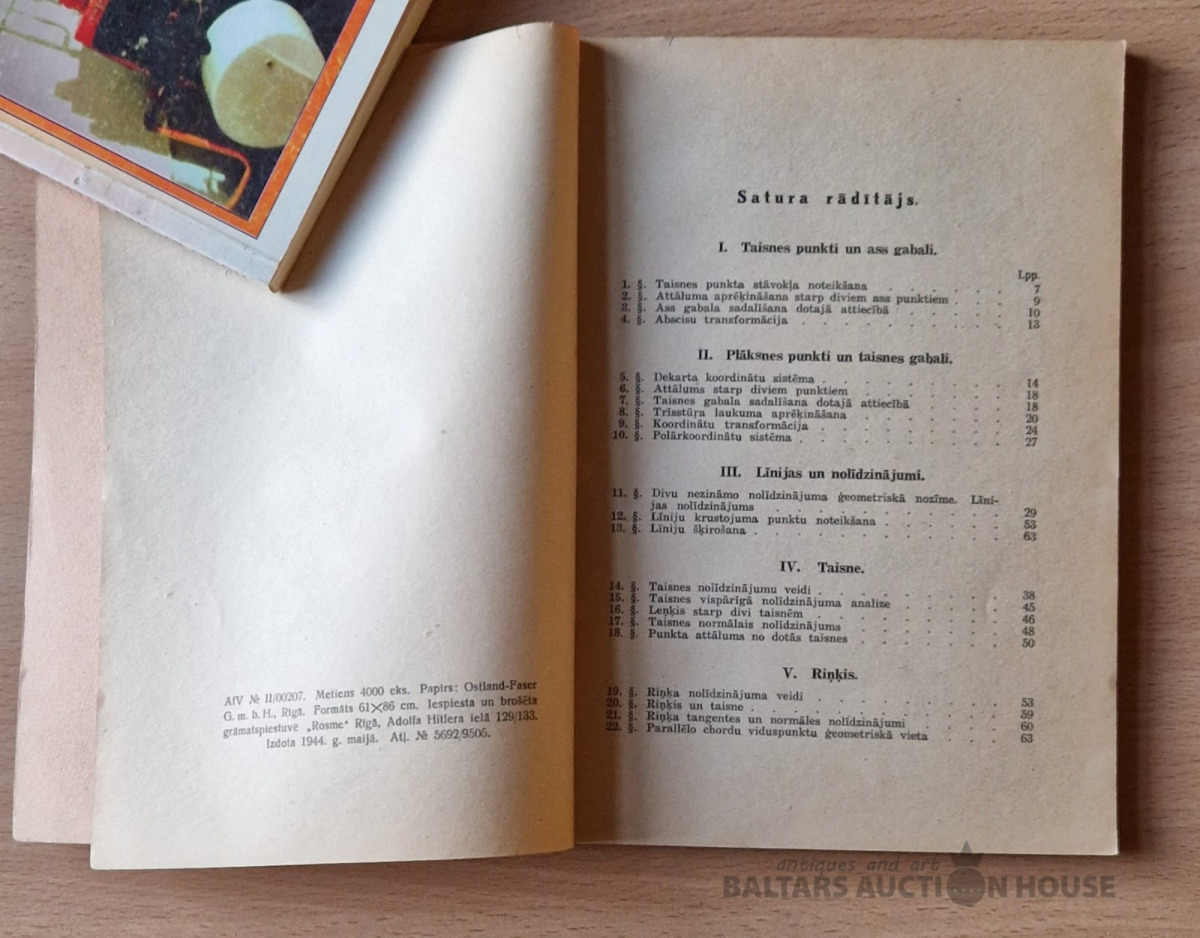 AfV № II/00207. Metiens 4000 eks. Papīrs: Ostland-Faser
G. m. b. H., Rīgā. Formāts 61×86 cm. Iespiesta un brošēta
grāmatspiestuvē „Rosme“ Rīgā, Adolfa Hitlera ielā 129/133.
Izdota 1944. g. maijā. Atļ. № 5692/9506.
Satura rādītājs.
I. Taisnes punkti un ass gabali.
Lpp.
1. §. Taisnes punkta stāvokļa noteikšana . . . . . . 7
2. §. Attāluma aprēķināšana starp diviem ass punktiem . . . 9
3. §. Ass gabala sadalīšana dotajā attiecībā . . . . . 10
4. §. Abscisu transformācija . . . . . . . . 13
II. Plāksnes punkti un taisnes gabali.
5. §. Dekarta koordinātu sistēma . . . . . . . 14
6. §. Attālums starp diviem punktiem . . . . . . 18
7. §. Taisnes gabala sadalīšana dotajā attiecībā . . . . 18
8. §. Trīsstūŗa laukuma aprēķināšana . . . . . . 20
9. §. Koordinātu transformācija . . . . . . . 24
10. §. Polārkoordinātu sistēma . . . . . . . . 27
III. Līnijas un nolīdzinājumi.
11. §. Divu nezināmo nolīdzinājuma ģeometriskā nozīme. Līni-
jas nolīdzinājums . . . . . . . . 29
12. §. Līniju krustojuma punktu noteikšana . . . . . 53
13. §. Līniju šķirošana . . . . . . . . . 63
IV. Taisne.
14. §. Taisnes nolīdzinājumu veidi . . . . . . . 38
15. §. Taisnes vispārīgā nolīdzinājuma analize . . . . 45
16. §. Leņķis starp divi taisnēm . . . . . . . 46
17. §. Taisnes normālais nolīdzinājums . . . . . . 48
18. §. Punkta attālums no dotās taisnes . . . . . 50
V. Riņķis.
19. §. Riņķa nolīdzinājuma veidi . . . . . . . 53
20. §. Riņķis un taisne . . . . . . . . . 59
21. §. Riņķa tangentes un normāles nolīdzinājumi . . . . 60
22. §. Parallēlo chordu viduspunktu ģeometriskā vieta . . . 63
antiques and art
BALTARS AUCTION HOUSE